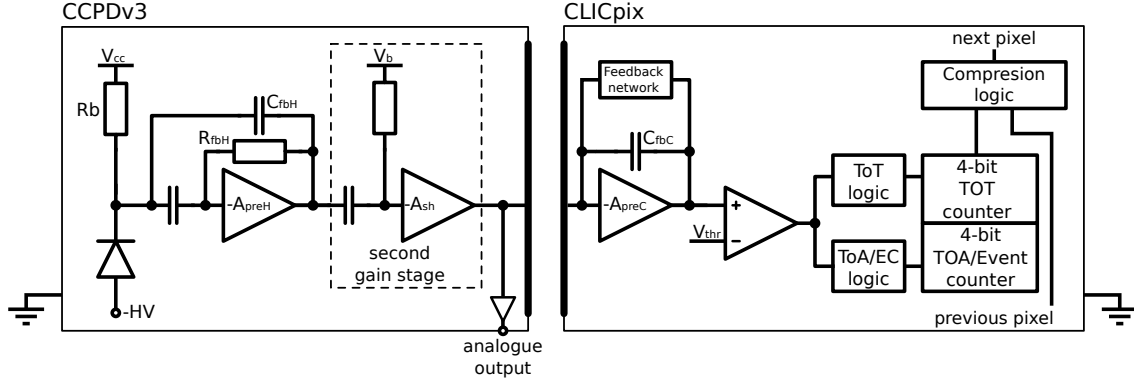 CCPDv3
CLICpix
Vcc
Rb
CfbH
RfbH
-ApreH
-HV
Vb
-Ash
second
gain stage
analogue
output
Feedback
network
CfbC
-ApreC
Vthr
+
−
ToT
logic
ToA/EC
logic
next pixel
Compresion
logic
4-bit
TOT
counter
4-bit
TOA/Event
counter
previous pixel